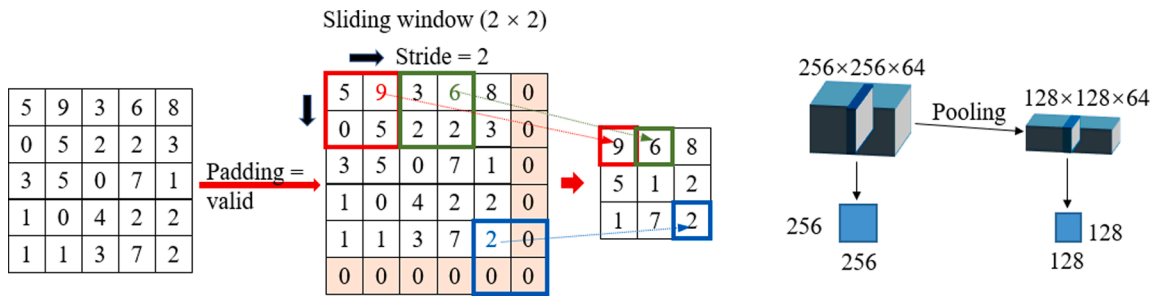 Sliding window (2 × 2)
Stride = 2
5 9 3 6 8
0 5 2 2 3
3 5 0 7 1
1 0 4 2 2
1 1 3 7 2
Padding =
valid
5 9 3 6 8 0
0 5 2 2 3 0
3 5 0 7 1 0
1 0 4 2 2 0
1 1 3 7 2 0
0 0 0 0 0 0
9 6 8
5 1 2
1 7 2
256×256×64
Pooling
128×128×64
256
256
128
128